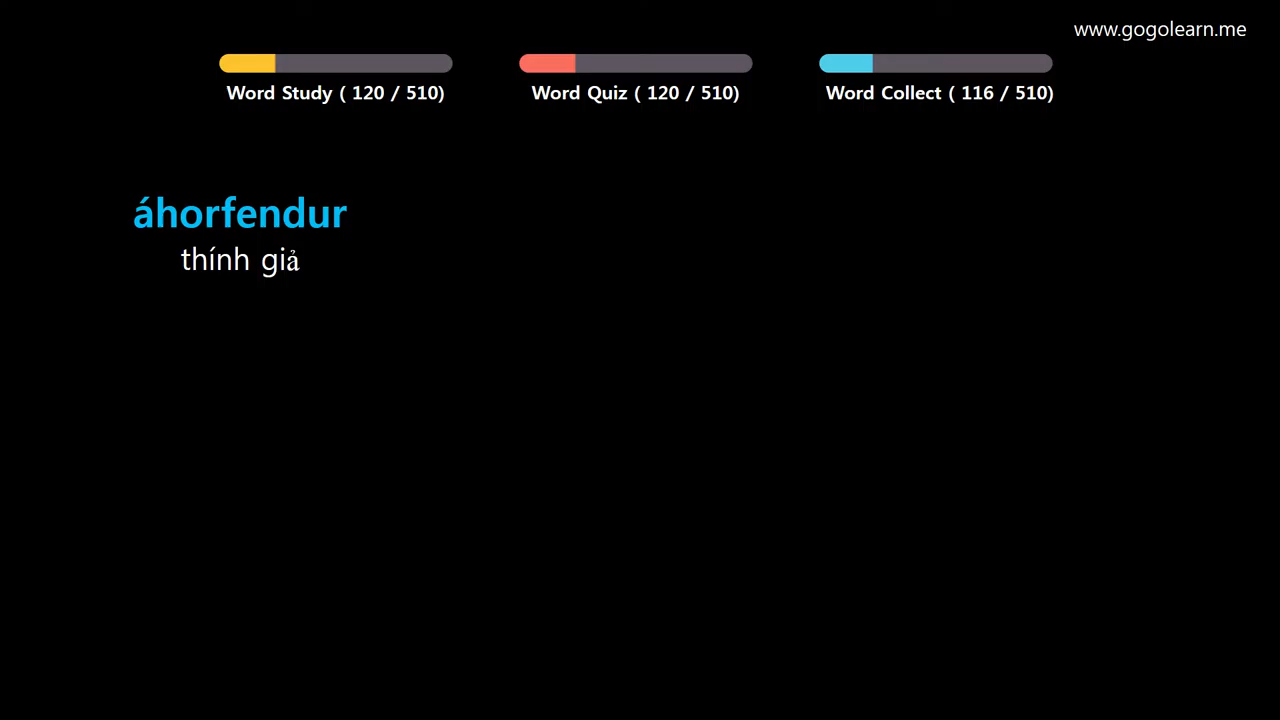 www.gogolearn.me
Word Study ( 120 / 510)
Word Quiz ( 120 / 510)
Word Collect ( 116 / 510)
áhorfendur
thính giả